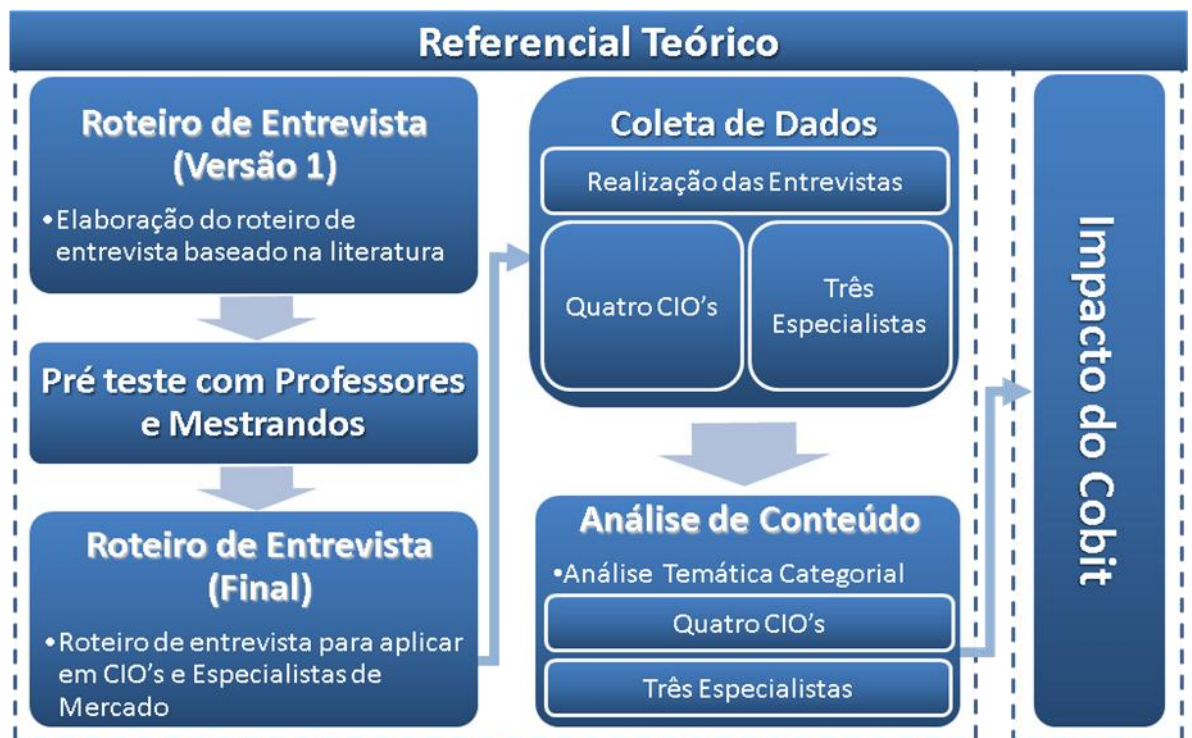 Referencial Teórico
Roteiro de Entrevista
(Versão 1)
•Elaboração do roteiro de
entrevista baseado na literatura
Pré teste com Professores
e Mestrandos
Roteiro de Entrevista
(Final)
•Roteiro de entrevista para aplicar
em CIO's e Especialistas de
Mercado
Coleta de Dados
Realização das Entrevistas
Quatro CIO's
Três
Especialistas
Análise de Conteúdo
•Análise Temática Categorial
Quatro CIO's
Três Especialistas
Impacto do Cobit